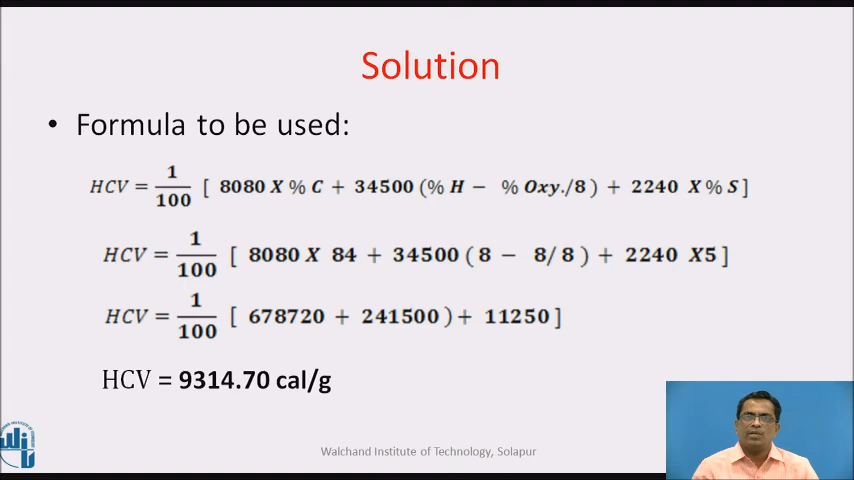 Solution
• Formula to be used:
HCV = 1/100 [ 8080 X % C + 34500 (% H − % Oxy./8 ) + 2240 X % S ]
HCV = 1/100 [ 8080 X 84 + 34500 ( 8 − 8/ 8 ) + 2240 X5 ]
HCV = 1/100 [ 678720 + 241500 ) + 11250 ]
HCV = 9314.70 cal/g
Walchand Institute of Technology, Solapur